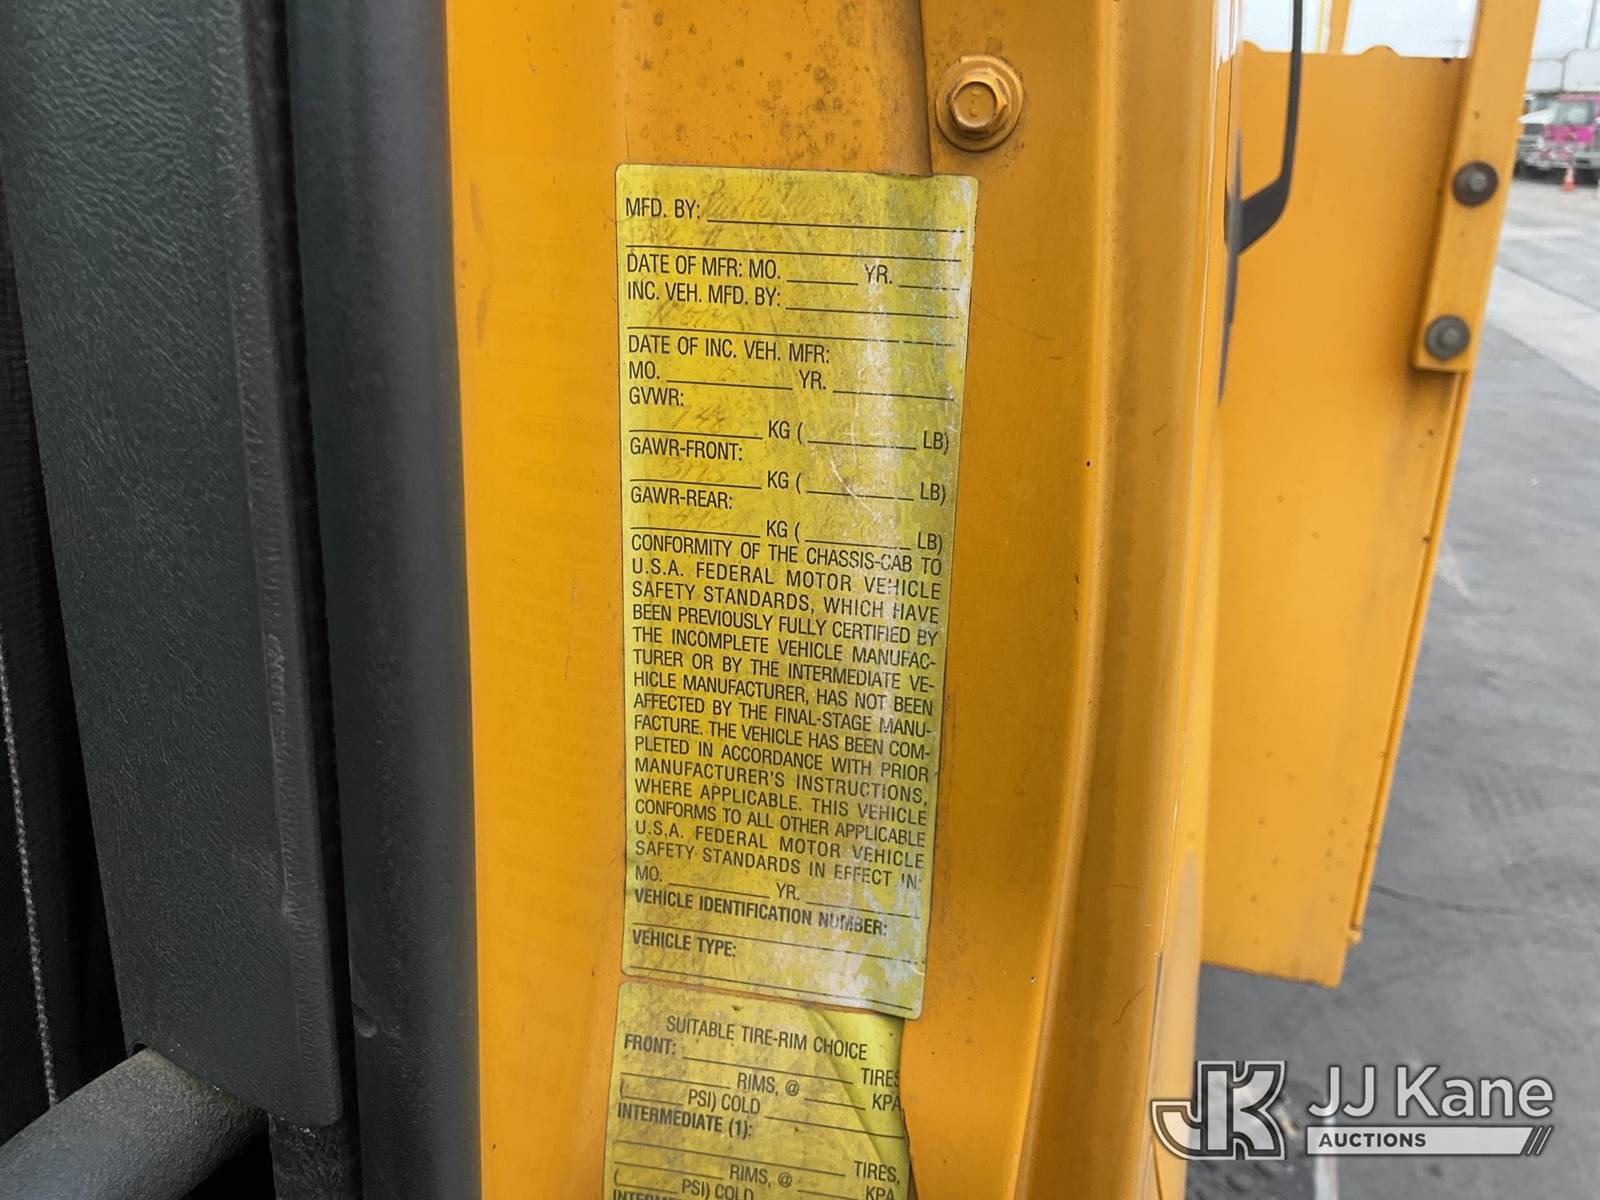 MFD. BY:
DATE OF MFR: MO. YR.
INC. VEH. MFD. BY:
DATE OF INC. VEH. MFR:
MO. YR.
GVWR:
KG ( LB)
GAWR-FRONT:
KG ( LB)
GAWR-REAR:
KG ( LB)
CONFORMITY OF THE CHASSIS-CAB TO
U.S.A. FEDERAL MOTOR VEHICLE
SAFETY STANDARDS, WHICH HAVE
BEEN PREVIOUSLY FULLY CERTIFIED BY
THE INCOMPLETE VEHICLE MANUFAC-
TURER OR BY THE INTERMEDIATE VE-
HICLE MANUFACTURER, HAS NOT BEEN
AFFECTED BY THE FINAL-STAGE MANU-
FACTURE. THE VEHICLE HAS BEEN COM-
PLETED IN ACCORDANCE WITH PRIOR
MANUFACTURER'S INSTRUCTIONS,
WHERE APPLICABLE. THIS VEHICLE
CONFORMS TO ALL OTHER APPLICABLE
U.S.A. FEDERAL MOTOR VEHICLE
SAFETY STANDARDS IN EFFECT IN:
MO. YR.
VEHICLE IDENTIFICATION NUMBER:
VEHICLE TYPE:
SUITABLE TIRE-RIM CHOICE
FRONT:
TIRES
RIMS, @ KPA
( PSI) COLD
INTERMEDIATE (1):
TIRES,
RIMS, @ KPA
( PSI) COLD
JK JJ Kane
AUCTIONS